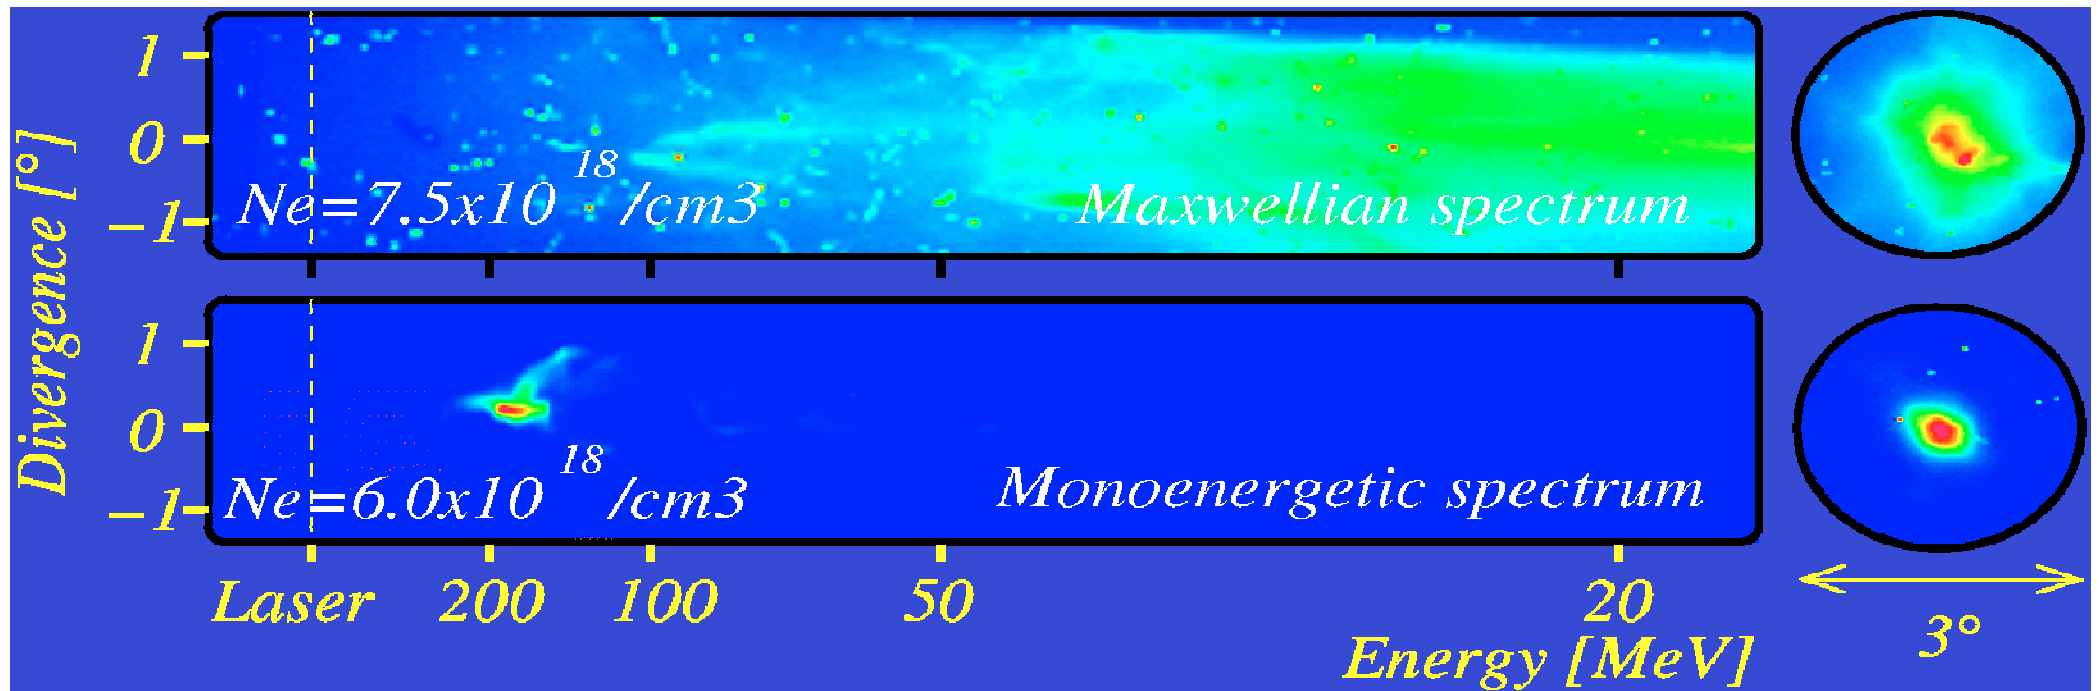 Divergence [°]
1
0
−1
Ne=7.5x10^18/cm3
Maxwellian spectrum
1
0
−1
Ne=6.0x10^18/cm3
Monoenergetic spectrum
Laser 200 100 50 20
Energy [MeV]
3°